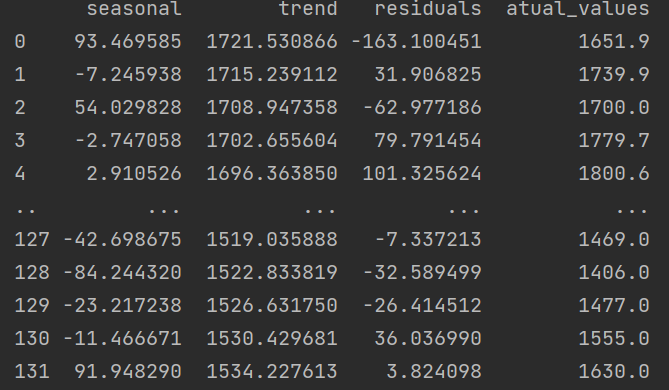 seasonal trend residuals atual_values
0 93.469585 1721.530866 -163.100451 1651.9
1 -7.245938 1715.239112 31.906825 1739.9
2 54.029828 1708.947358 -62.977186 1700.0
3 -2.747058 1702.655604 79.791454 1779.7
4 2.910526 1696.363850 101.325624 1800.6
.. ... ... ... ...
127 -42.698675 1519.035888 -7.337213 1469.0
128 -84.244320 1522.833819 -32.589499 1406.0
129 -23.217238 1526.631750 -26.414512 1477.0
130 -11.466671 1530.429681 36.036990 1555.0
131 91.948290 1534.227613 3.824098 1630.0